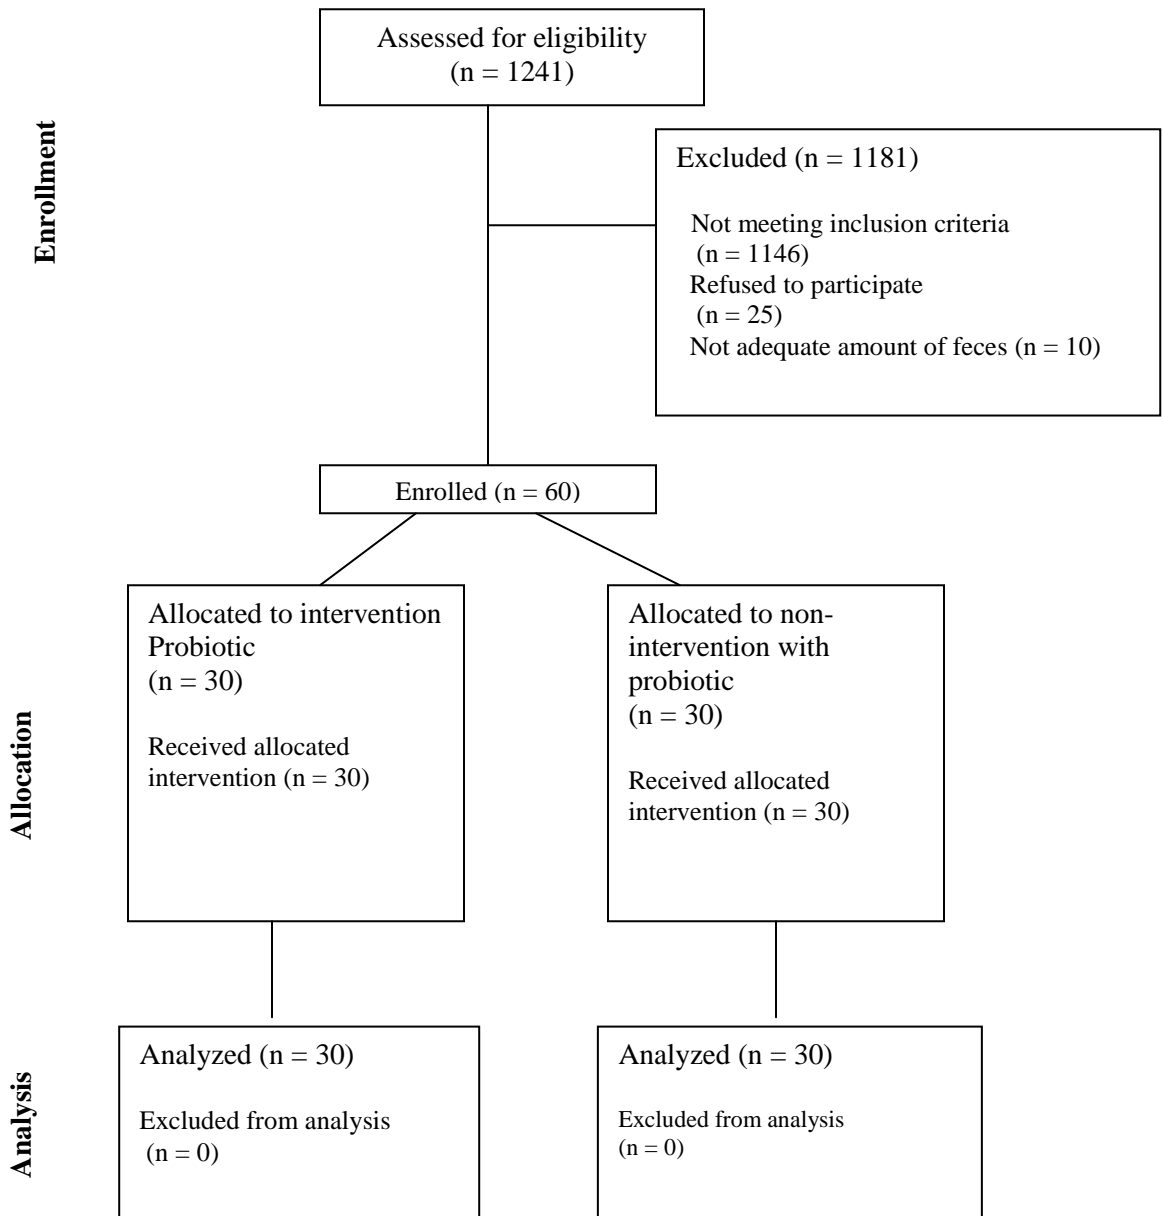 Assessed for eligibility
(n = 1241)
Enrollment
Excluded (n = 1181)
Not meeting inclusion criteria
(n = 1146)
Refused to participate
(n = 25)
Not adequate amount of feces (n = 10)
Enrolled (n = 60)
Allocation
Allocated to intervention
Probiotic
(n = 30)
Received allocated
intervention (n = 30)
Allocated to non-
intervention with
probiotic
(n = 30)
Received allocated
intervention (n = 30)
Analysis
Analyzed (n = 30)
Excluded from analysis
(n = 0)
Analyzed (n = 30)
Excluded from analysis
(n = 0)